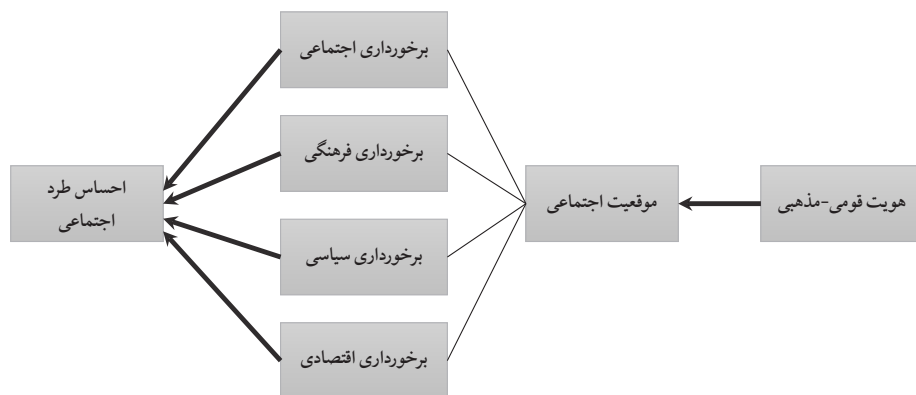 هویت قومی-مذهبی
موقعیت اجتماعی
برخورداری اجتماعی
برخورداری فرهنگی
برخورداری سیاسی
برخورداری اقتصادی
احساس طرد
اجتماعی